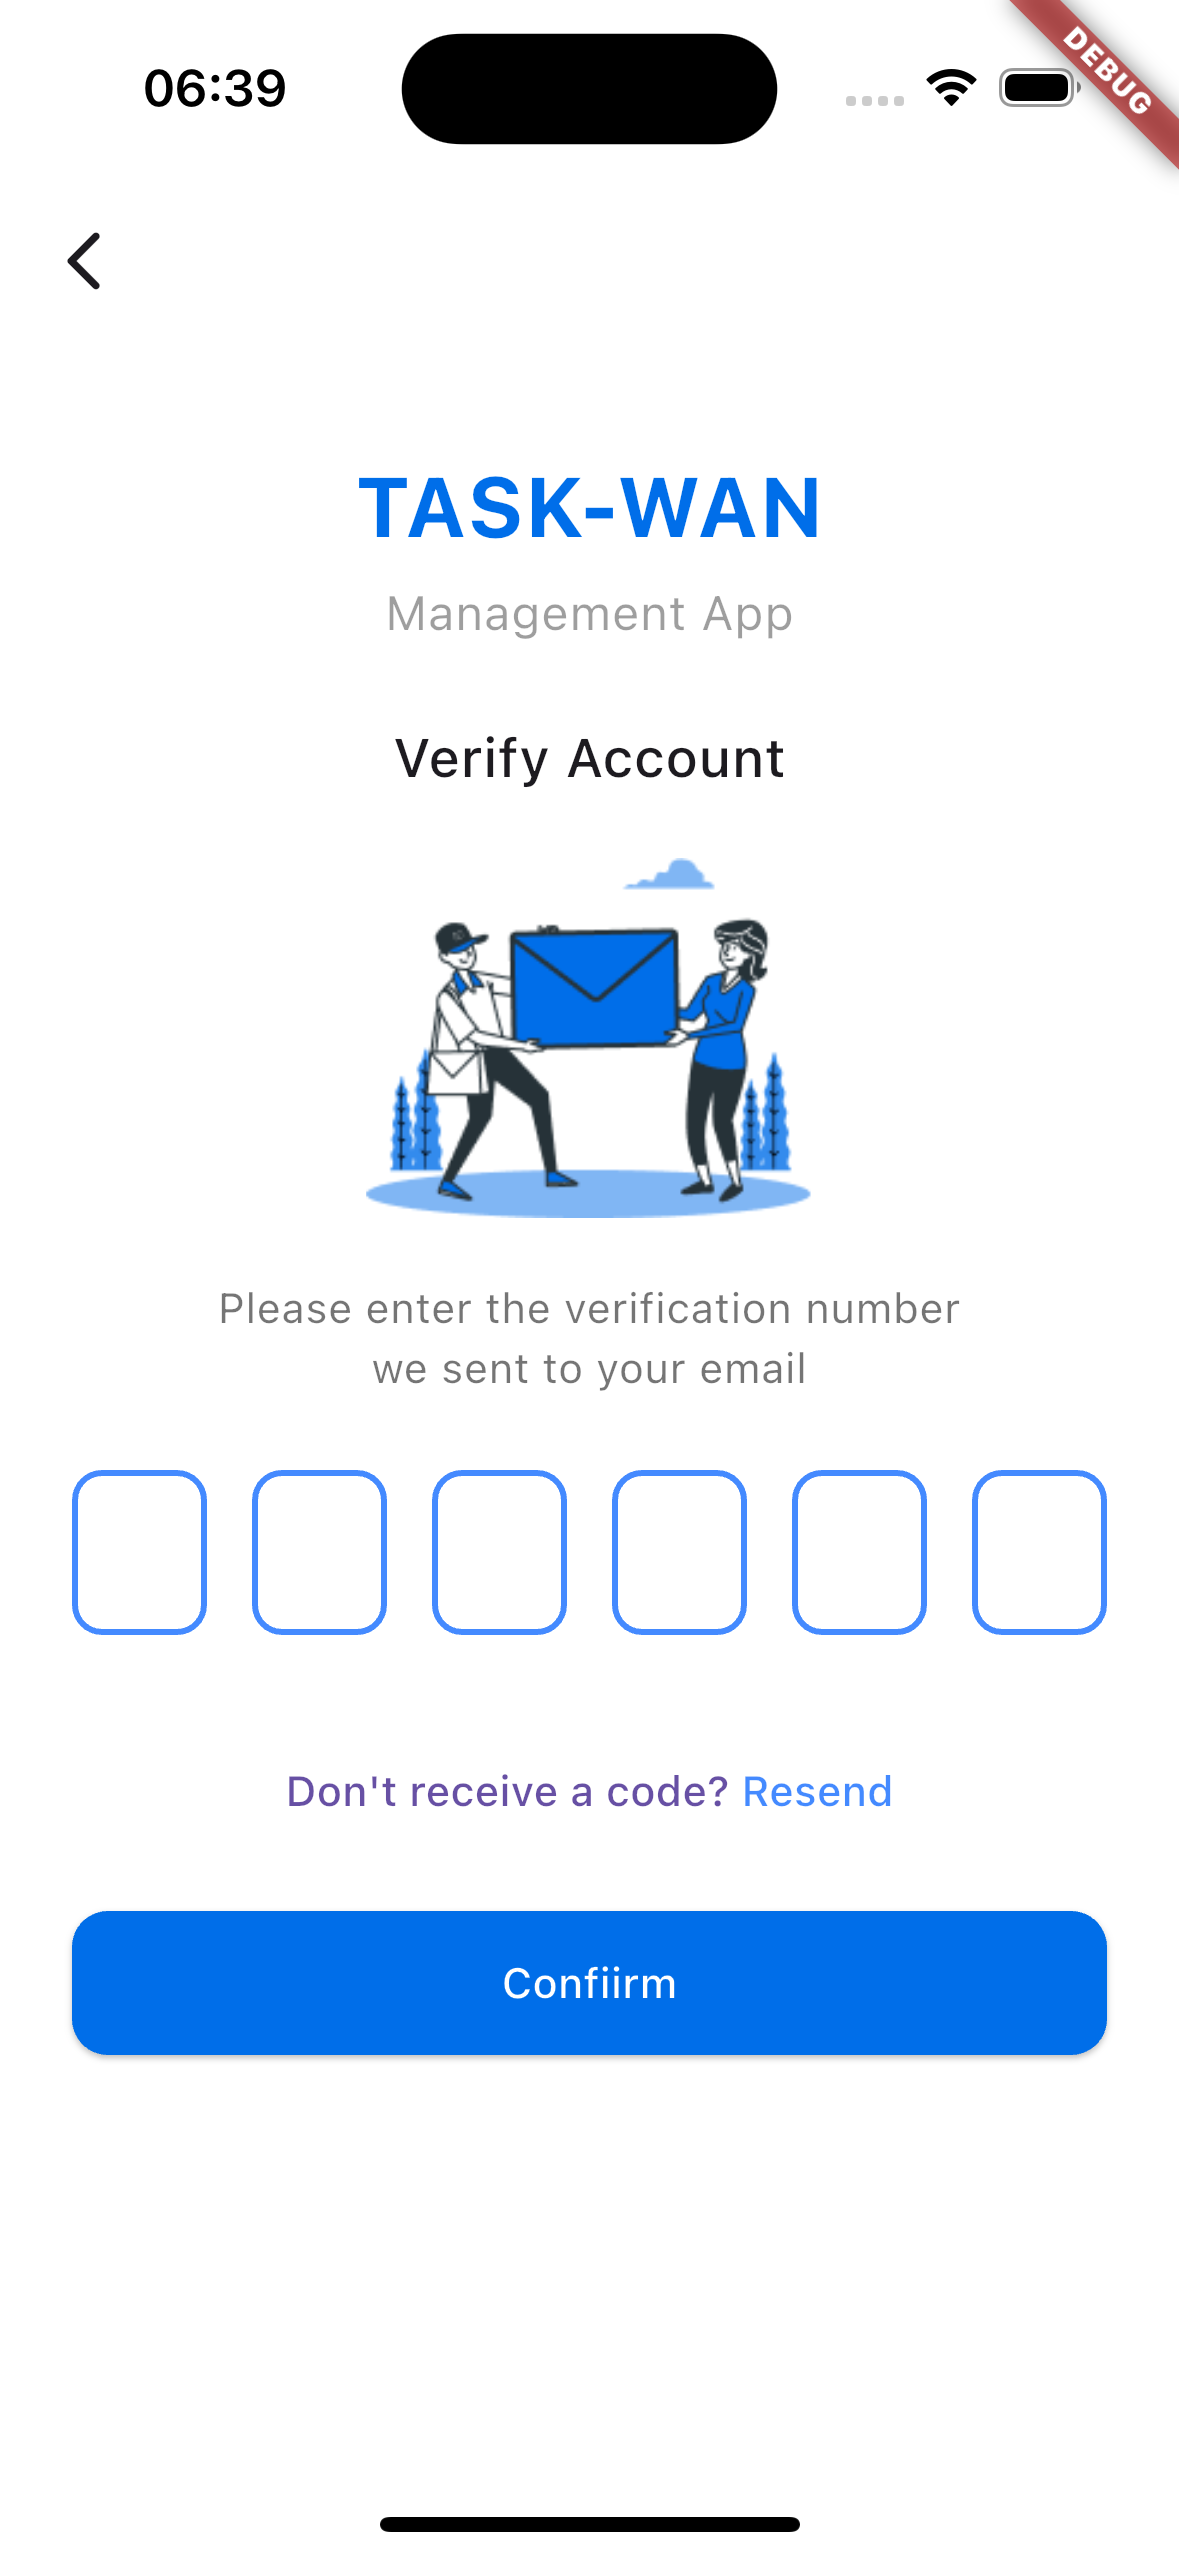 06:39
DEBUG
TASK-WAN
Management App
Verify Account
Please enter the verification number
we sent to your email
Don't receive a code? Resend
Confiirm